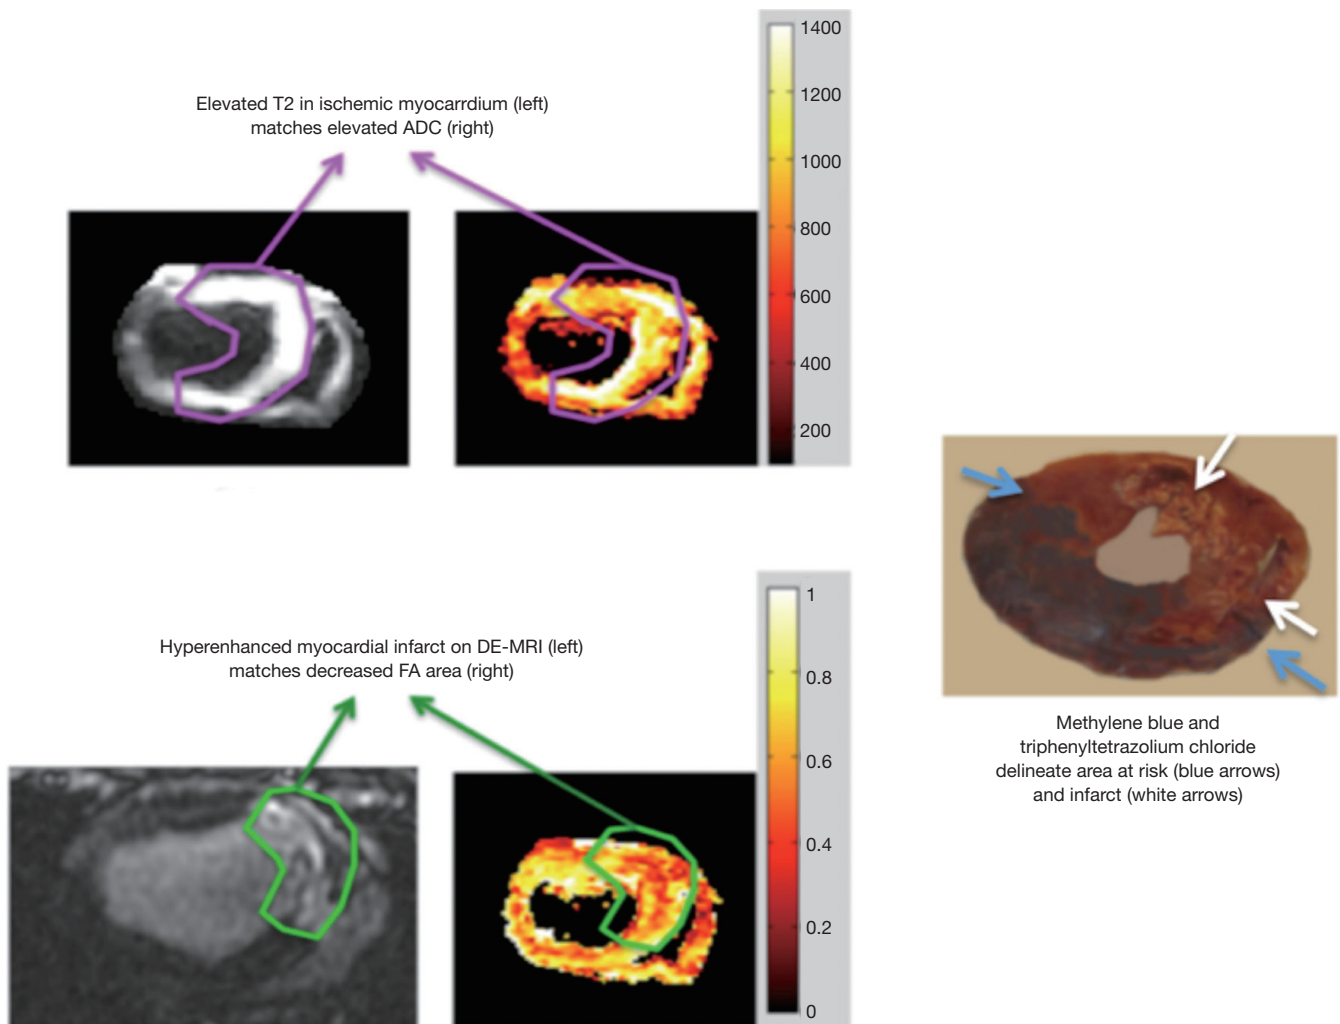 Elevated T2 in ischemic myocarrdium (left)
matches elevated ADC (right)
1400
1200
1000
800
600
400
200
Hyperenhanced myocardial infarct on DE-MRI (left)
matches decreased FA area (right)
1
0.8
0.6
0.4
0.2
0
Methylene blue and
triphenyltetrazolium chloride
delineate area at risk (blue arrows)
and infarct (white arrows)